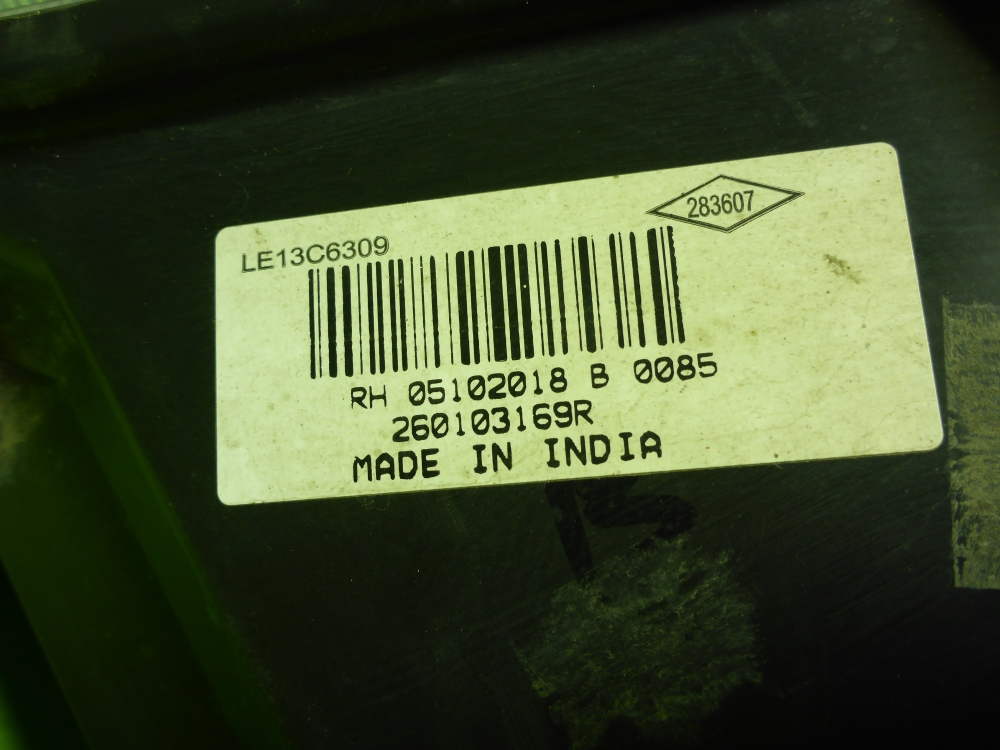 283607
LE13C6309
RH 05102018 B 0085
260103169R
MADE IN INDIA